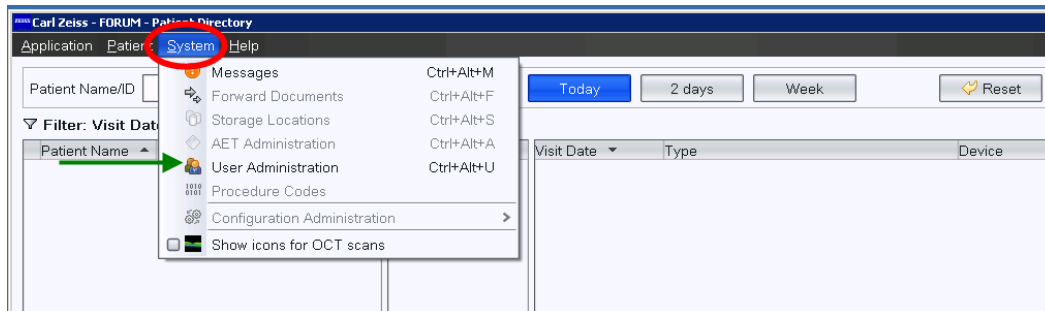 Carl Zeiss - FORUM - Patient Directory
Application Patient System Help
Patient Name/ID Today 2 days Week Reset
Messages Ctrl+Alt+M
Forward Documents Ctrl+Alt+F
Storage Locations Ctrl+Alt+S
AET Administration Ctrl+Alt+A
User Administration Ctrl+Alt+U
Procedure Codes
Configuration Administration
Show icons for OCT scans
Filter: Visit Dat
Patient Name Visit Date Type Device